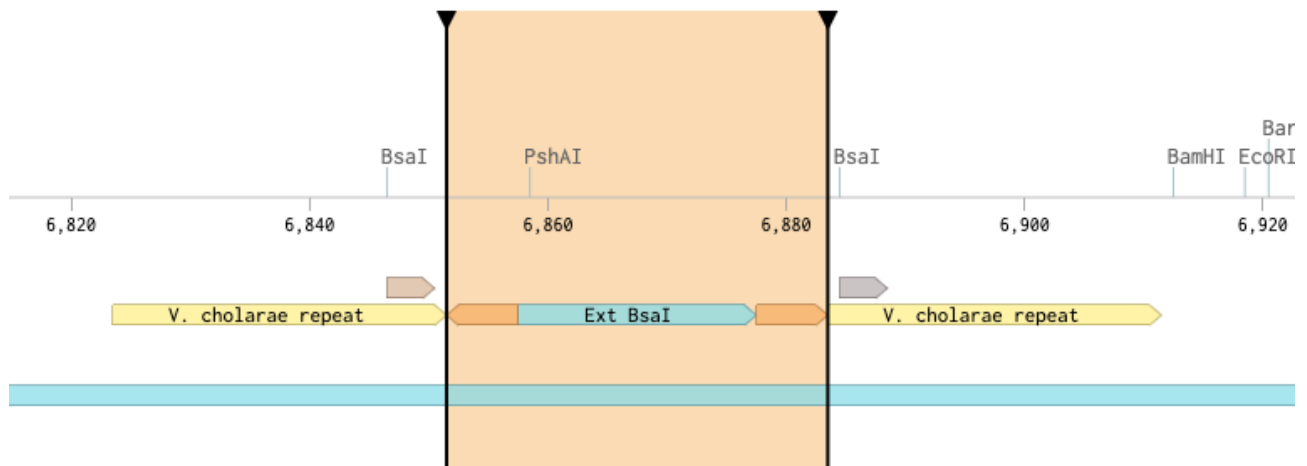 Bar
BsaI PshAI BsaI BamHI EcoRI
6,820 6,840 6,860 6,880 6,900 6,920
V. cholarae repeat Ext BsaI V. cholarae repeat